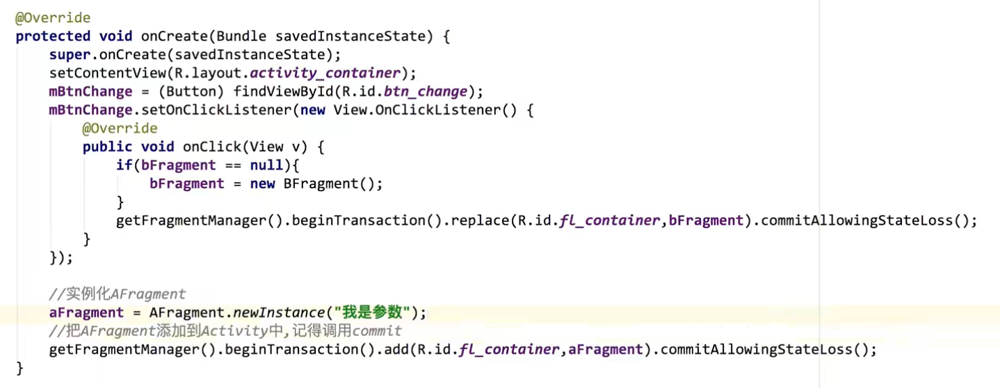 @Override
protected void onCreate(Bundle savedInstanceState) {
    super.onCreate(savedInstanceState);
    setContentView(R.layout.activity_container);
    mBtnChange = (Button) findViewById(R.id.btn_change);
    mBtnChange.setOnClickListener(new View.OnClickListener() {
        @Override
        public void onClick(View v) {
            if(bFragment == null){
                bFragment = new BFragment();
            }
            getFragmentManager().beginTransaction().replace(R.id.fl_container,bFragment).commitAllowingStateLoss();
        }
    });
    //实例化AFragment
    aFragment = AFragment.newInstance("我是参数");
    //把AFragment添加到Activity中,记得调用commit
    getFragmentManager().beginTransaction().add(R.id.fl_container,aFragment).commitAllowingStateLoss();
}